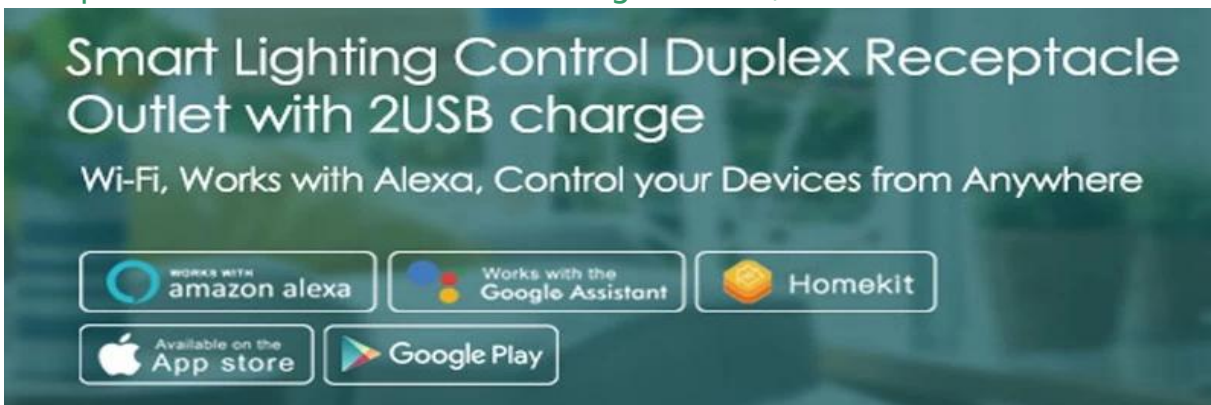 Smart Lighting Control Duplex Receptacle
Outlet with 2USB charge
Wi-Fi, Works with Alexa, Control your Devices from Anywhere
WORKS WITH
amazon alexa
Works with the
Google Assistant
Homekit
Available on the
App store
Google Play